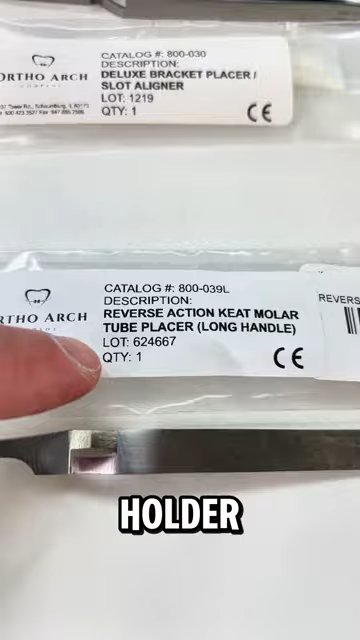 CATALOG #: 800-030
DESCRIPTION:
DELUXE BRACKET PLACER /
SLOT ALIGNER
LOT: 1219
QTY: 1
CE
ORTHO ARCH
COMPANY
CATALOG #: 800-039L
DESCRIPTION:
REVERSE ACTION KEAT MOLAR
TUBE PLACER (LONG HANDLE)
LOT: 624667
QTY: 1
CE
RTHO ARCH
REVERS
HOLDER